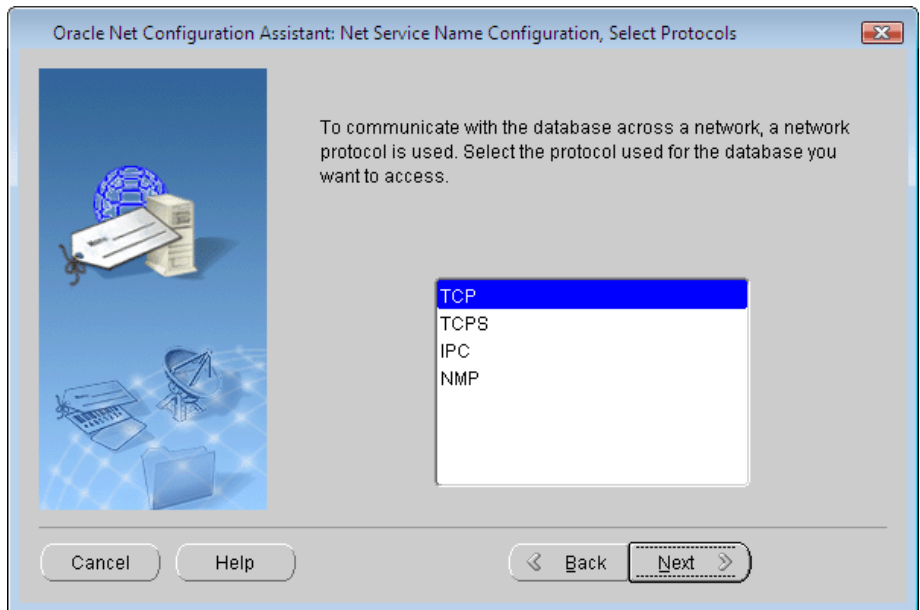 Oracle Net Configuration Assistant: Net Service Name Configuration, Select Protocols
To communicate with the database across a network, a network
protocol is used. Select the protocol used for the database you
want to access.
TCP
TCPS
IPC
NMP
Cancel
Help
Back
Next